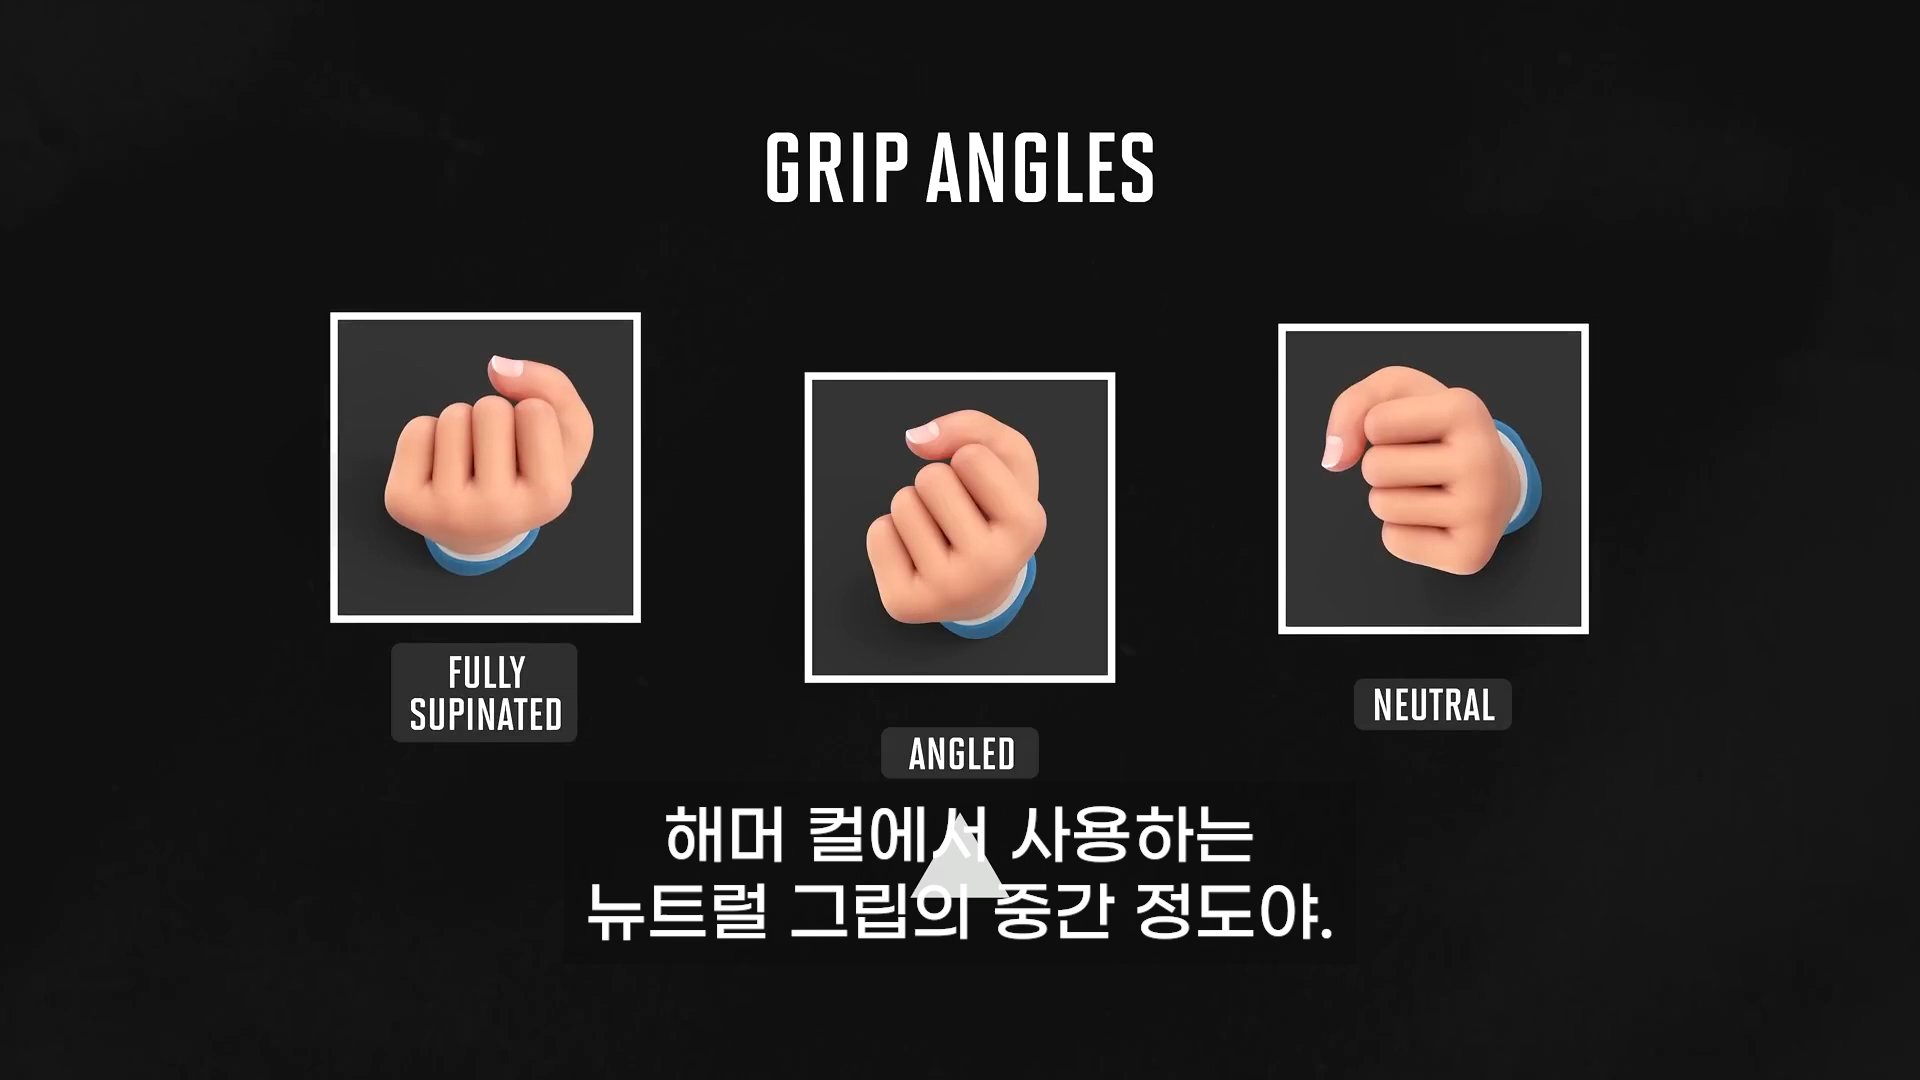 GRIP ANGLES
FULLY
SUPINATED
ANGLED
NEUTRAL
해머 컬에서 사용하는
뉴트럴 그립의 중간 정도야.